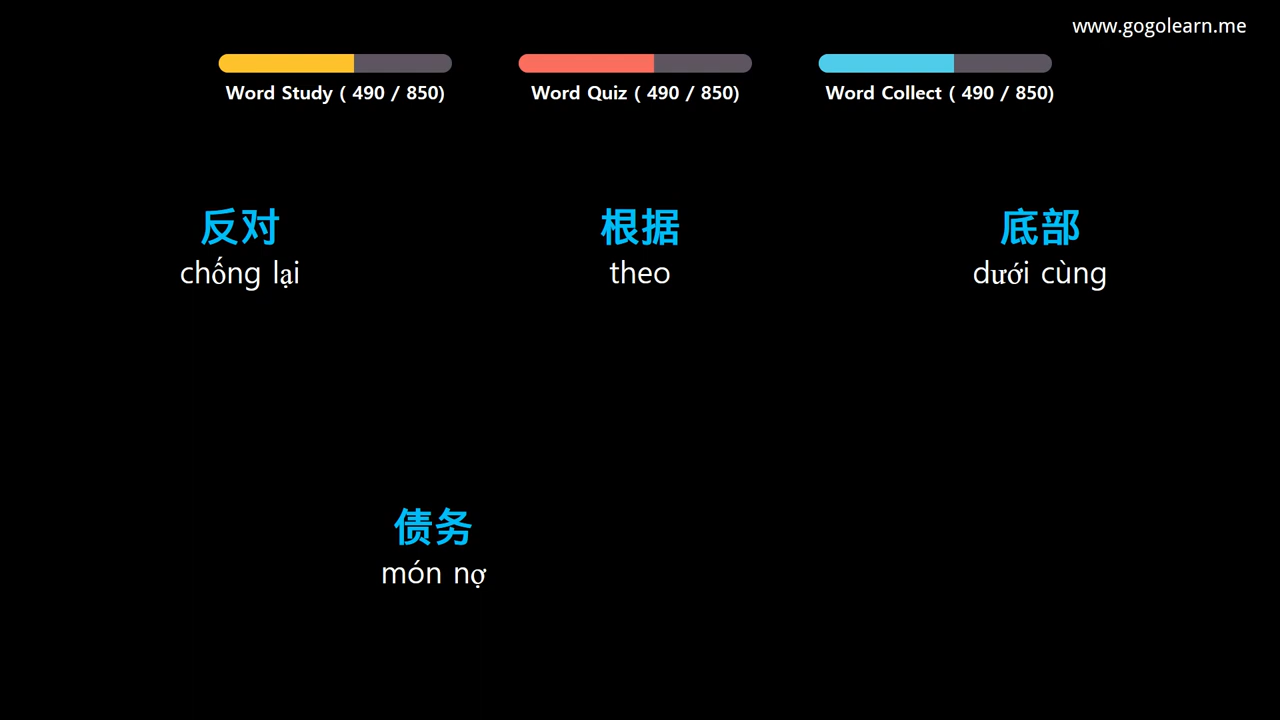 www.gogolearn.me
Word Study ( 490 / 850)
Word Quiz ( 490 / 850)
Word Collect ( 490 / 850)
反对
chống lại
根据
theo
底部
dưới cùng
债务
món nợ